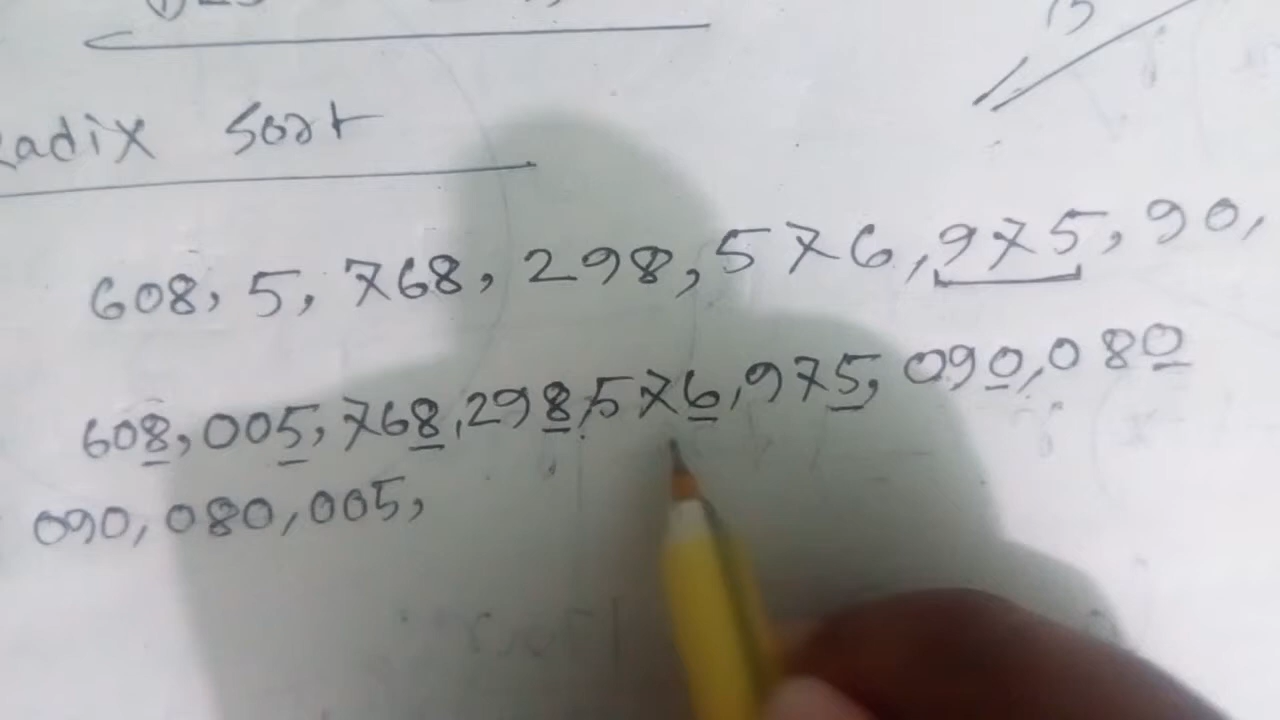 Radix Sort
608, 5, 768, 298, 576, 975, 90,
608, 005, 768, 298, 576, 975, 090, 080
090, 080, 005,